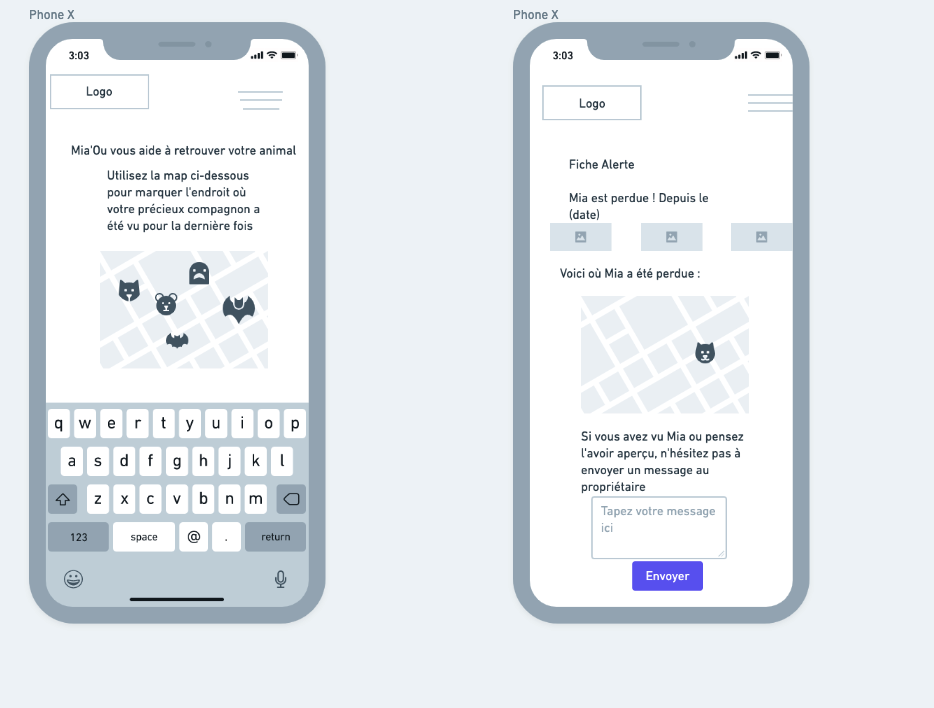 Phone X
3:03
Logo
Mia'Ou vous aide à retrouver votre animal
Utilisez la map ci-dessous
pour marquer l'endroit où
votre précieux compagnon a
été vu pour la dernière fois
q w e r t y u i o p
a s d f g h j k l
z x c v b n m
123 space @ . return
Phone X
3:03
Logo
Fiche Alerte
Mia est perdue ! Depuis le
(date)
Voici où Mia a été perdue :
Si vous avez vu Mia ou pensez
l'avoir aperçu, n'hésitez pas à
envoyer un message au
propriétaire
Tapez votre message
ici
Envoyer